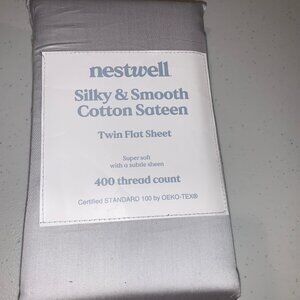 nestwell
Silky & Smooth
Cotton Sateen
Twin Flat Sheet
Super soft
with a subtle sheen
400 thread count
Certified STANDARD 100 by OEKO-TEX®